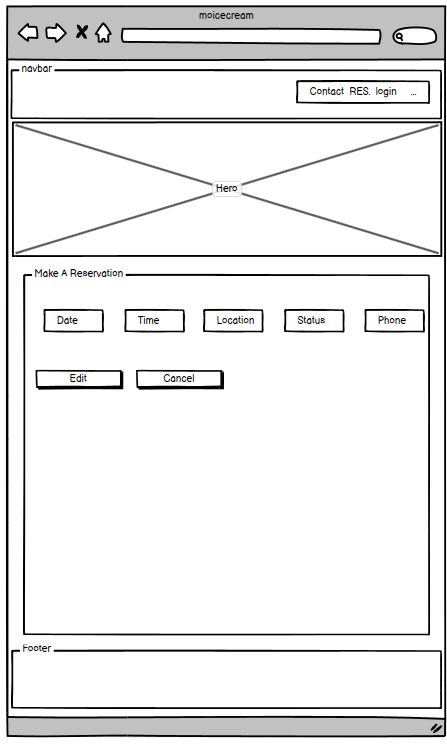 moicecream
navbar
Contact RES. login ...
Hero
Make A Reservation
Date Time Location Status Phone
Edit Cancel
Footer